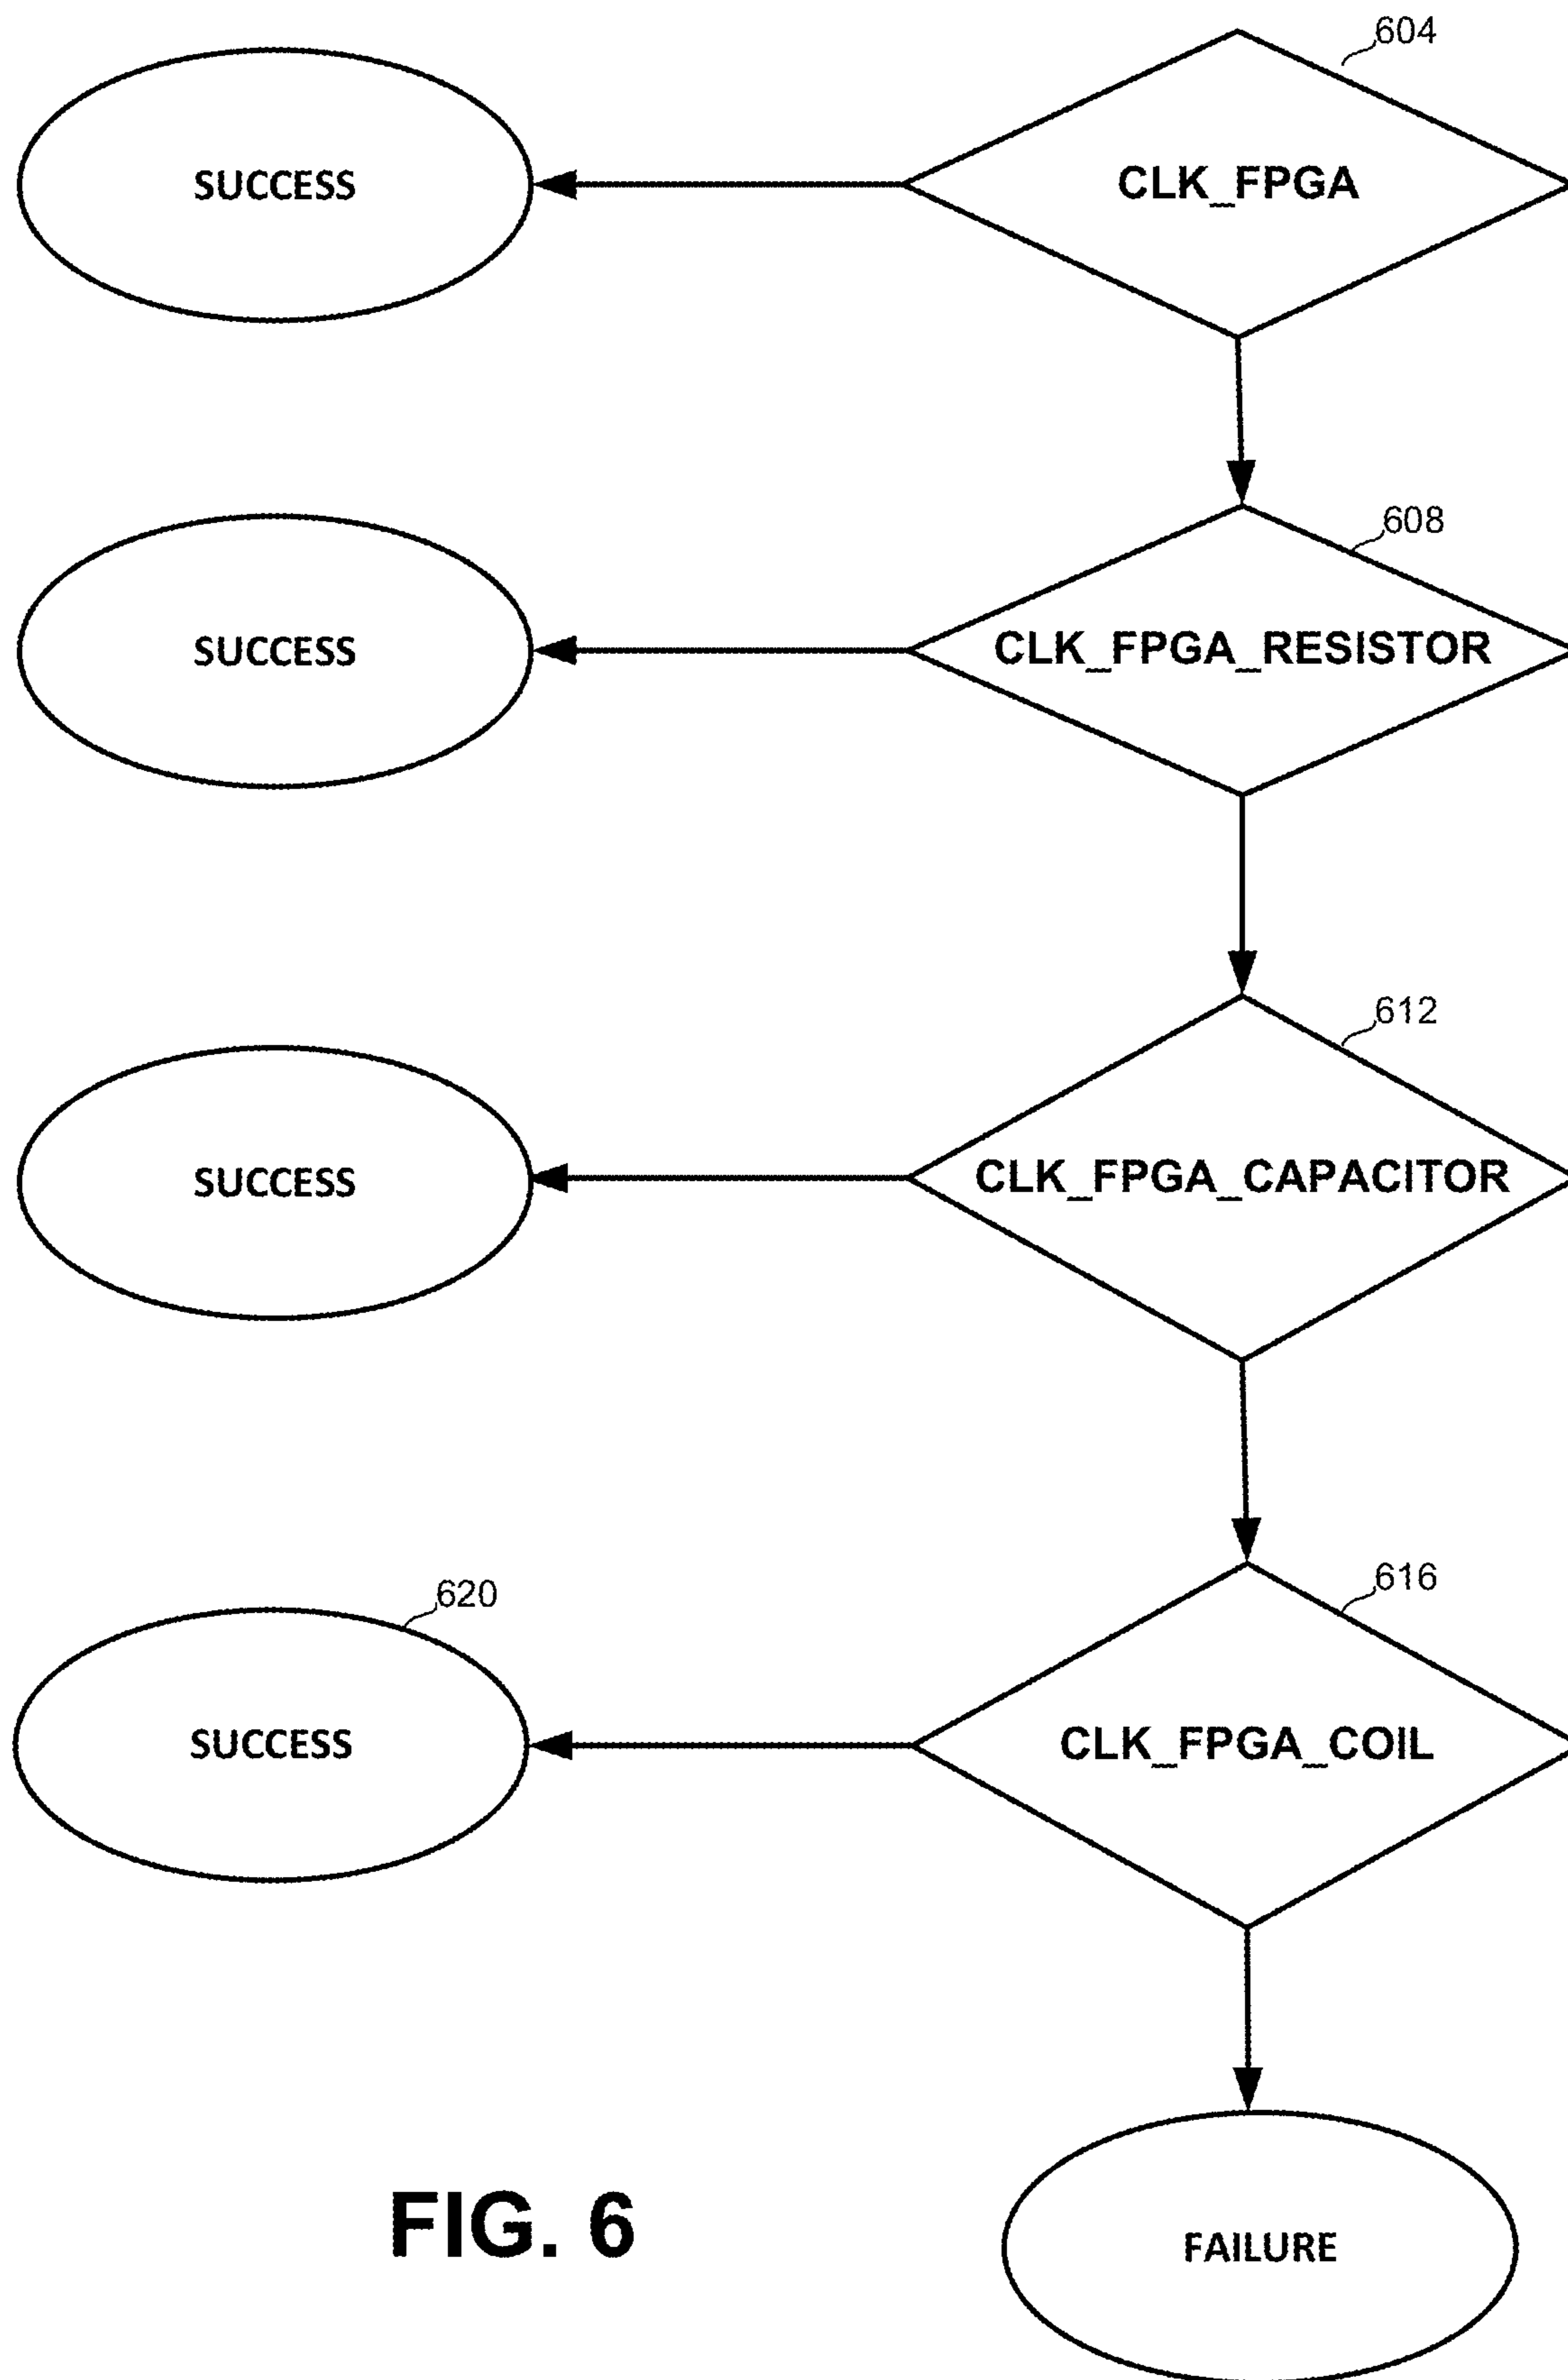 604
SUCCESS
CLK_FPGA
608
SUCCESS
CLK_FPGA_RESISTOR
612
SUCCESS
CLK_FPGA_CAPACITOR
620
616
SUCCESS
CLK_FPGA_COIL
FIG. 6
FAILURE